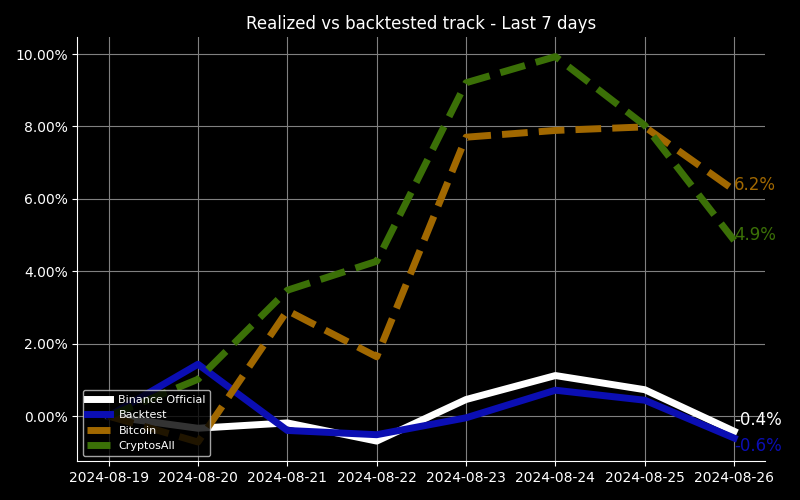 Realized vs backtested track - Last 7 days
10.00%
8.00%
6.00%
4.00%
2.00%
0.00%
6.2%
4.9%
-0.4%
-0.6%
Binance Official
Backtest
Bitcoin
CryptosAll
2024-08-19 2024-08-20 2024-08-21 2024-08-22 2024-08-23 2024-08-24 2024-08-25 2024-08-26